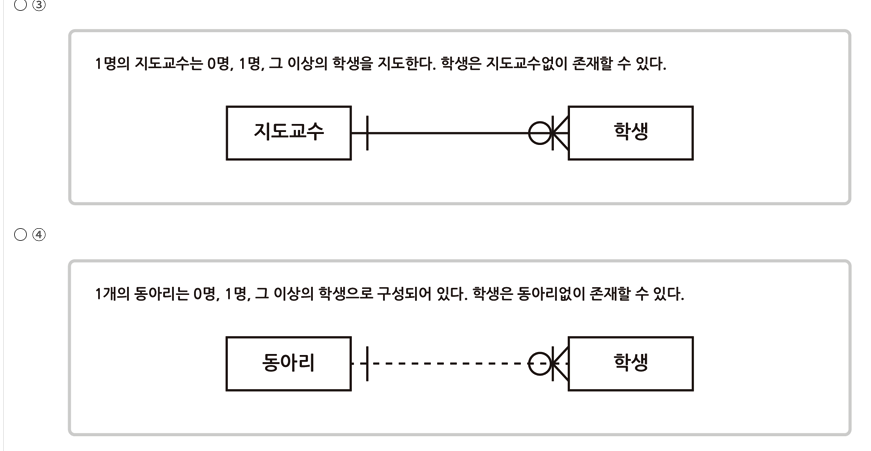 ③
1명의 지도교수는 0명, 1명, 그 이상의 학생을 지도한다. 학생은 지도교수없이 존재할 수 있다.
지도교수 학생
④
1개의 동아리는 0명, 1명, 그 이상의 학생으로 구성되어 있다. 학생은 동아리없이 존재할 수 있다.
동아리 학생